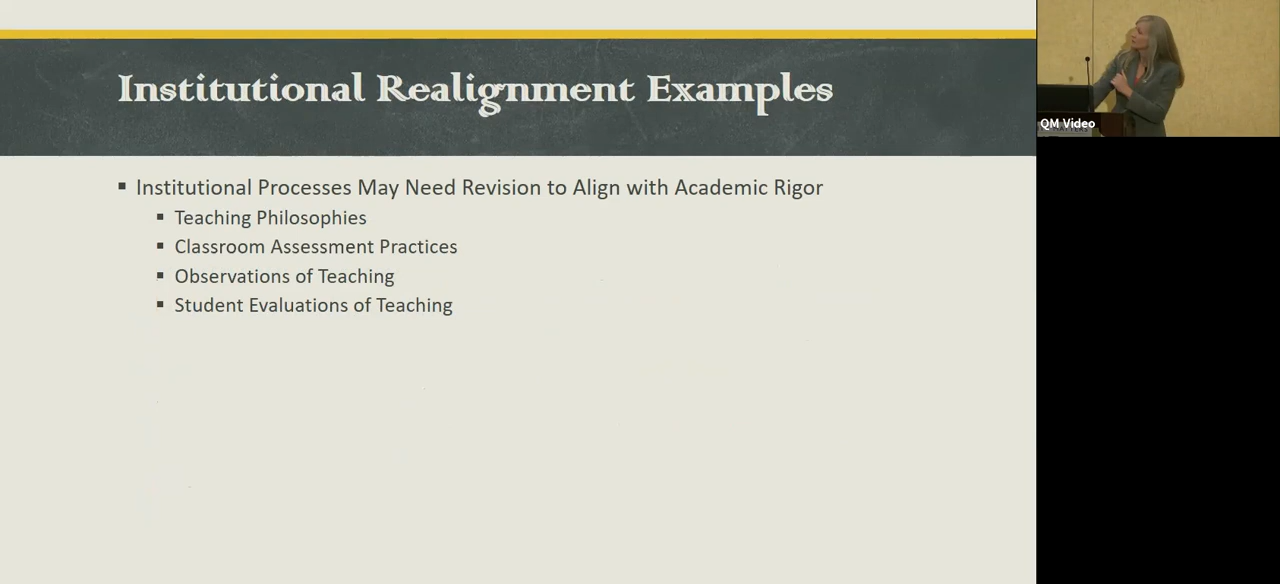 Institutional Realignment Examples
Institutional Processes May Need Revision to Align with Academic Rigor
Teaching Philosophies
Classroom Assessment Practices
Observations of Teaching
Student Evaluations of Teaching
QM Video